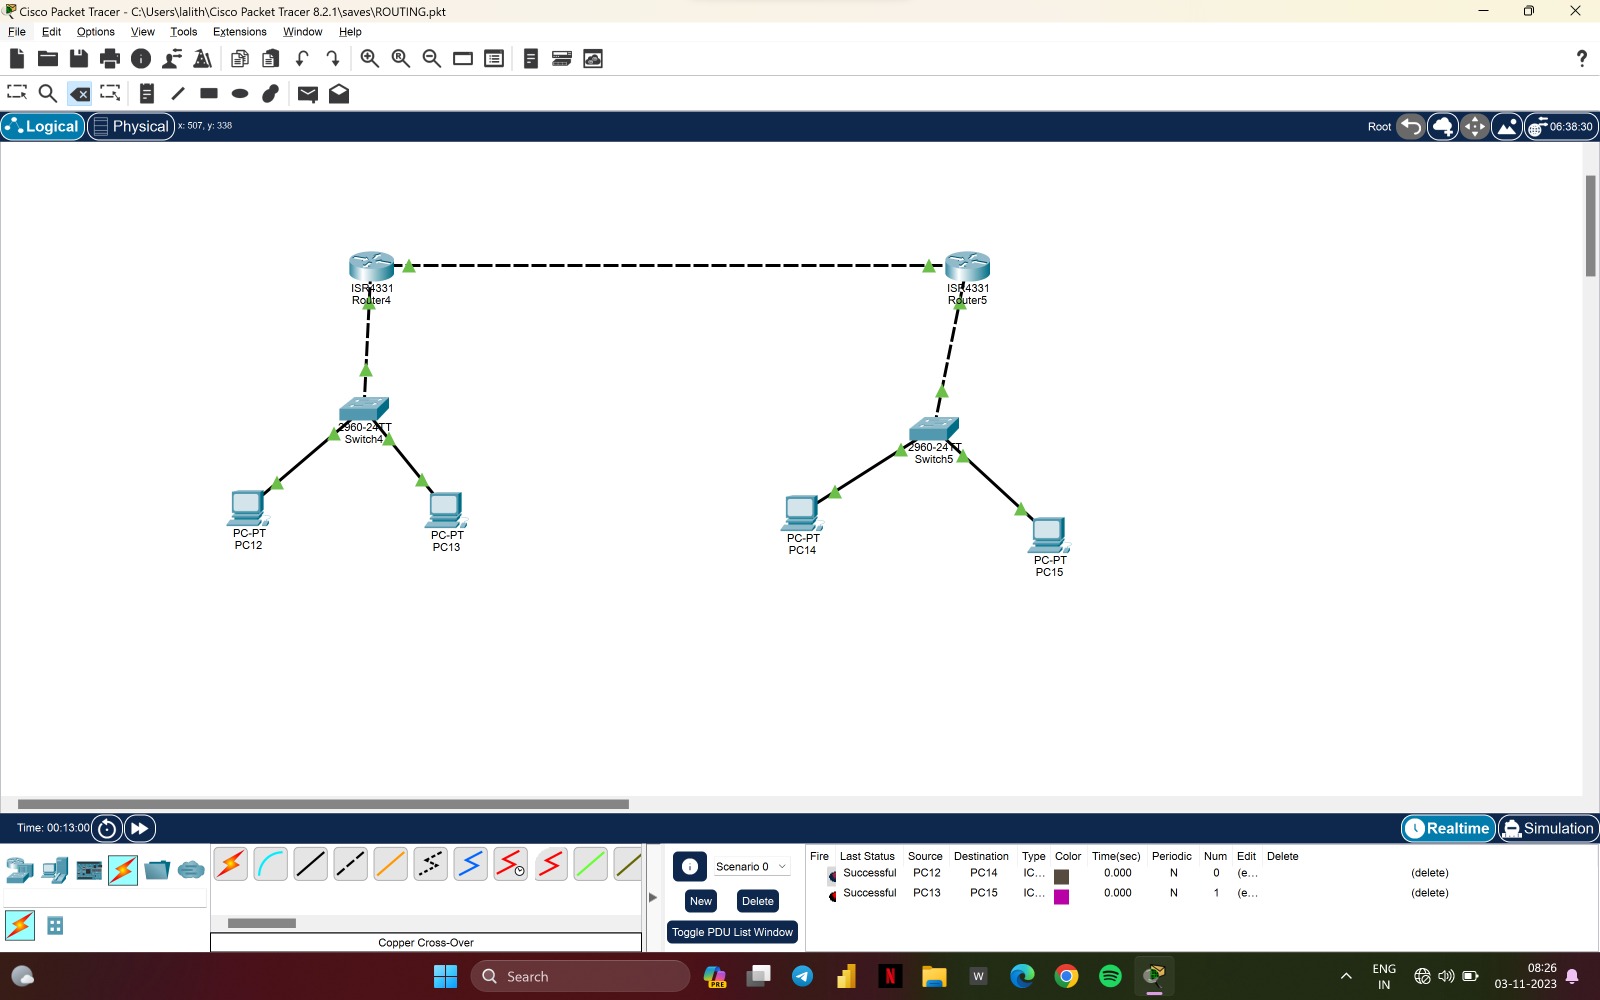 Cisco Packet Tracer - C:\Users\lalith\Cisco Packet Tracer 8.2.1\saves\ROUTING.pkt
File Edit Options View Tools Extensions Window Help
?
Logical Physical x: 507, y: 338 Root 06:38:30
ISR4331
Router4
ISR4331
Router5
2960-24TT
Switch4
2960-24TT
Switch5
PC-PT
PC12
PC-PT
PC13
PC-PT
PC14
PC-PT
PC15
Time: 00:13:00 Realtime Simulation
Scenario 0
New Delete
Toggle PDU List Window
Copper Cross-Over
Fire Last Status Source Destination Type Color Time(sec) Periodic Num Edit Delete
Successful PC12 PC14 IC... 0.000 N 0 (e... (delete)
Successful PC13 PC15 IC... 0.000 N 1 (e... (delete)
Search
PRE
N
W
ENG
IN
08:26
03-11-2023